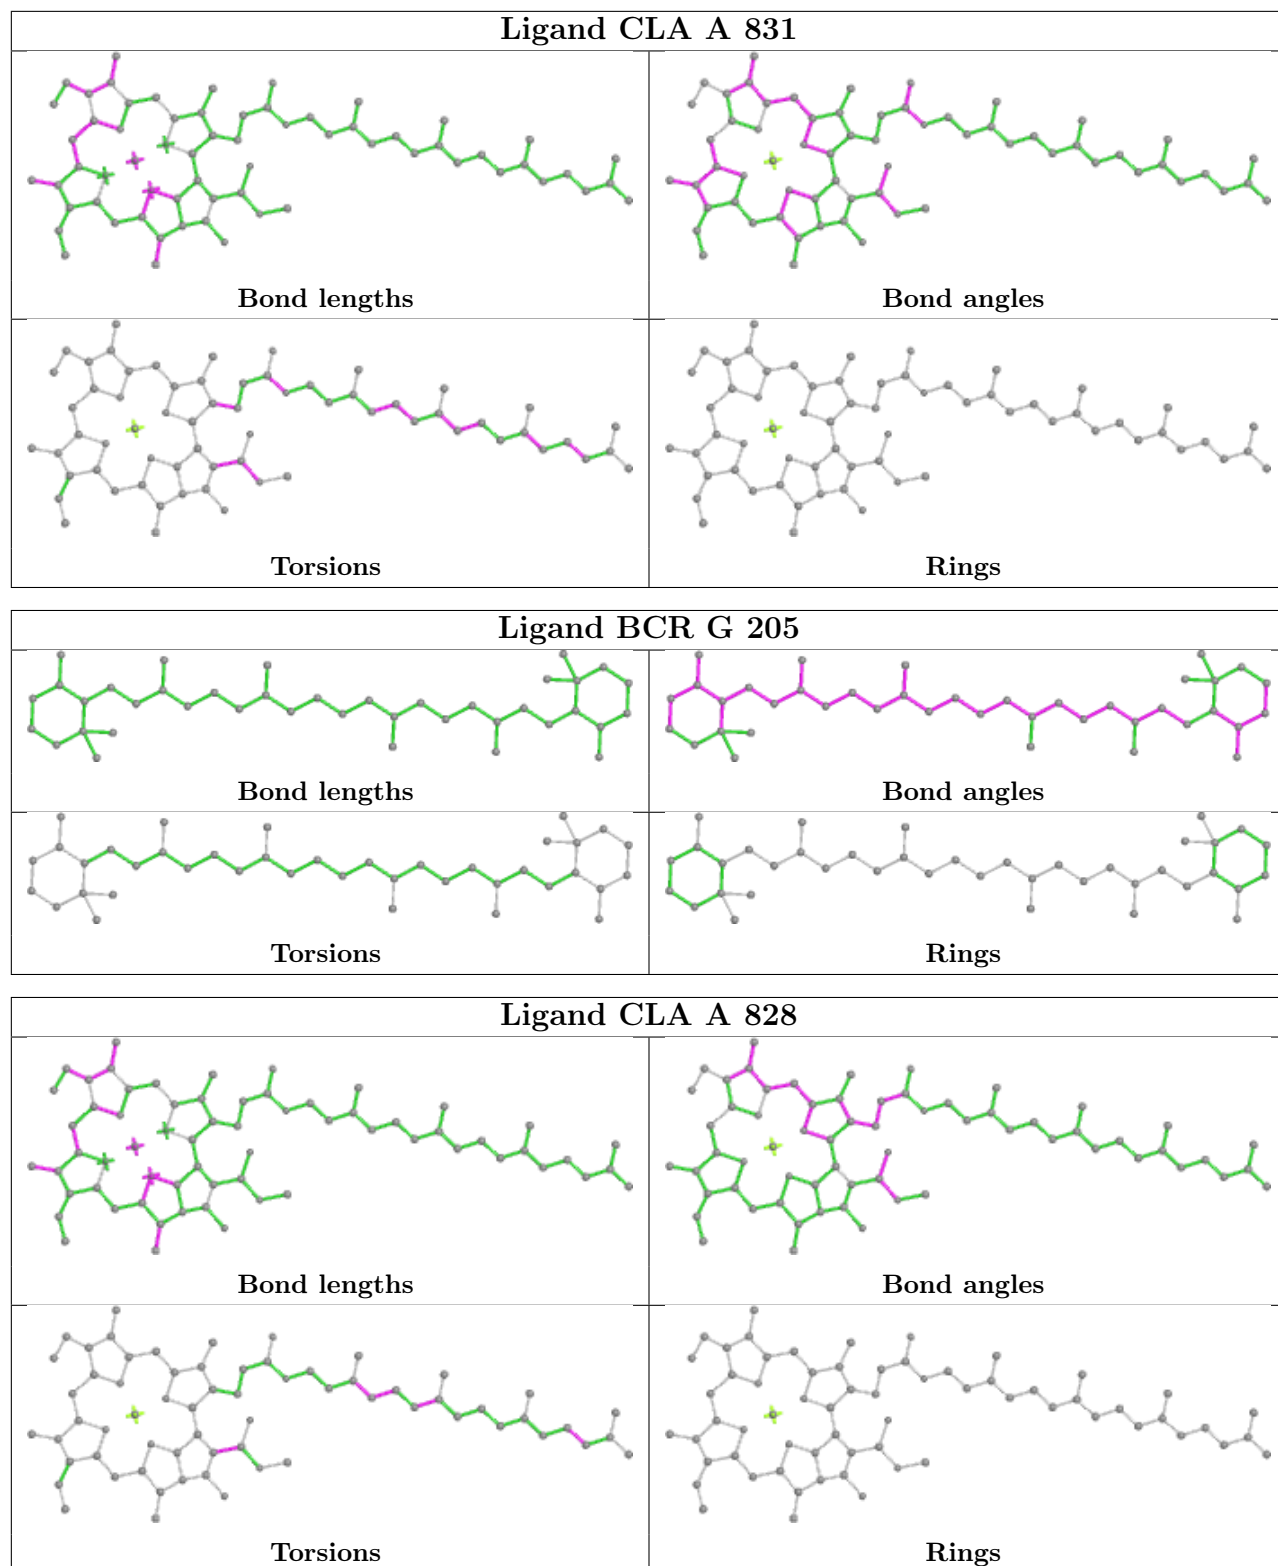 Ligand CLA A 831
Bond lengths
Bond angles
Torsions
Rings
Ligand BCR G 205
Bond lengths
Bond angles
Torsions
Rings
Ligand CLA A 828
Bond lengths
Bond angles
Torsions
Rings